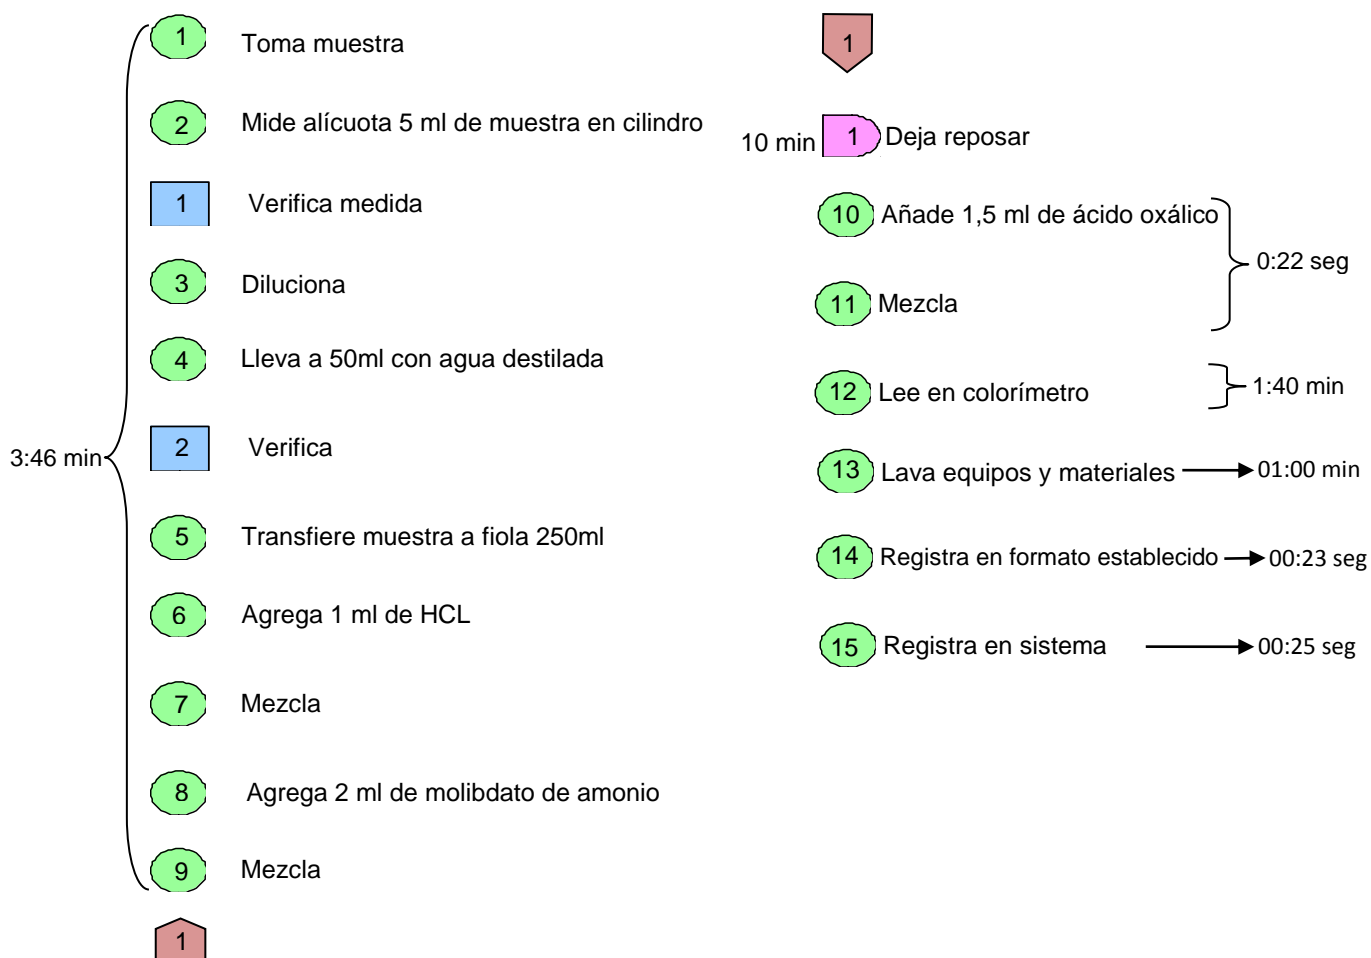 1 Toma muestra
2 Mide alícuota 5 ml de muestra en cilindro
1 Verifica medida
3 Diluciona
4 Lleva a 50ml con agua destilada
2 Verifica
3:46 min
5 Transfiere muestra a fiola 250ml
6 Agrega 1 ml de HCL
7 Mezcla
8 Agrega 2 ml de molibdato de amonio
9 Mezcla
1
1
10 min 1 Deja reposar
10 Añade 1,5 ml de ácido oxálico
0:22 seg
11 Mezcla
12 Lee en colorímetro 1:40 min
13 Lava equipos y materiales 01:00 min
14 Registra en formato establecido 00:23 seg
15 Registra en sistema 00:25 seg